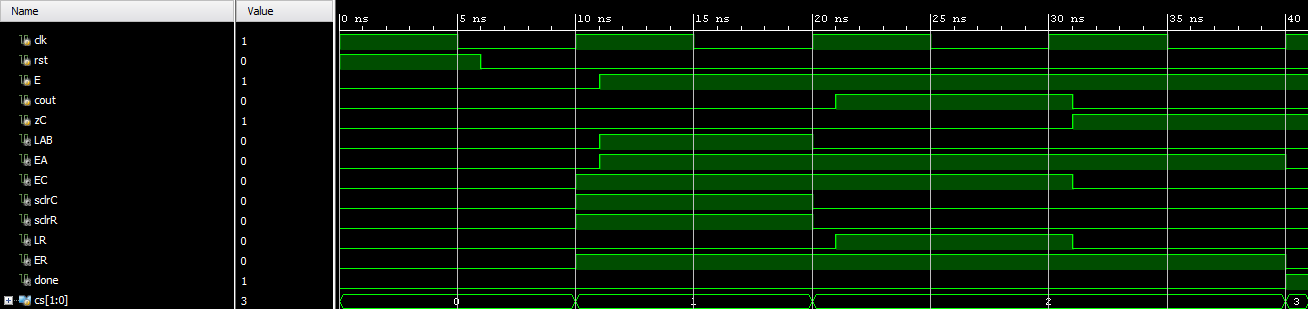 Name Value
0 ns 5 ns 10 ns 15 ns 20 ns 25 ns 30 ns 35 ns 40
clk 1
rst 0
E 1
cout 0
zC 1
LAB 0
EA 0
EC 0
sclrC 0
sclrR 0
LR 0
ER 0
done 1
cs[1:0] 3 0 1 2 3